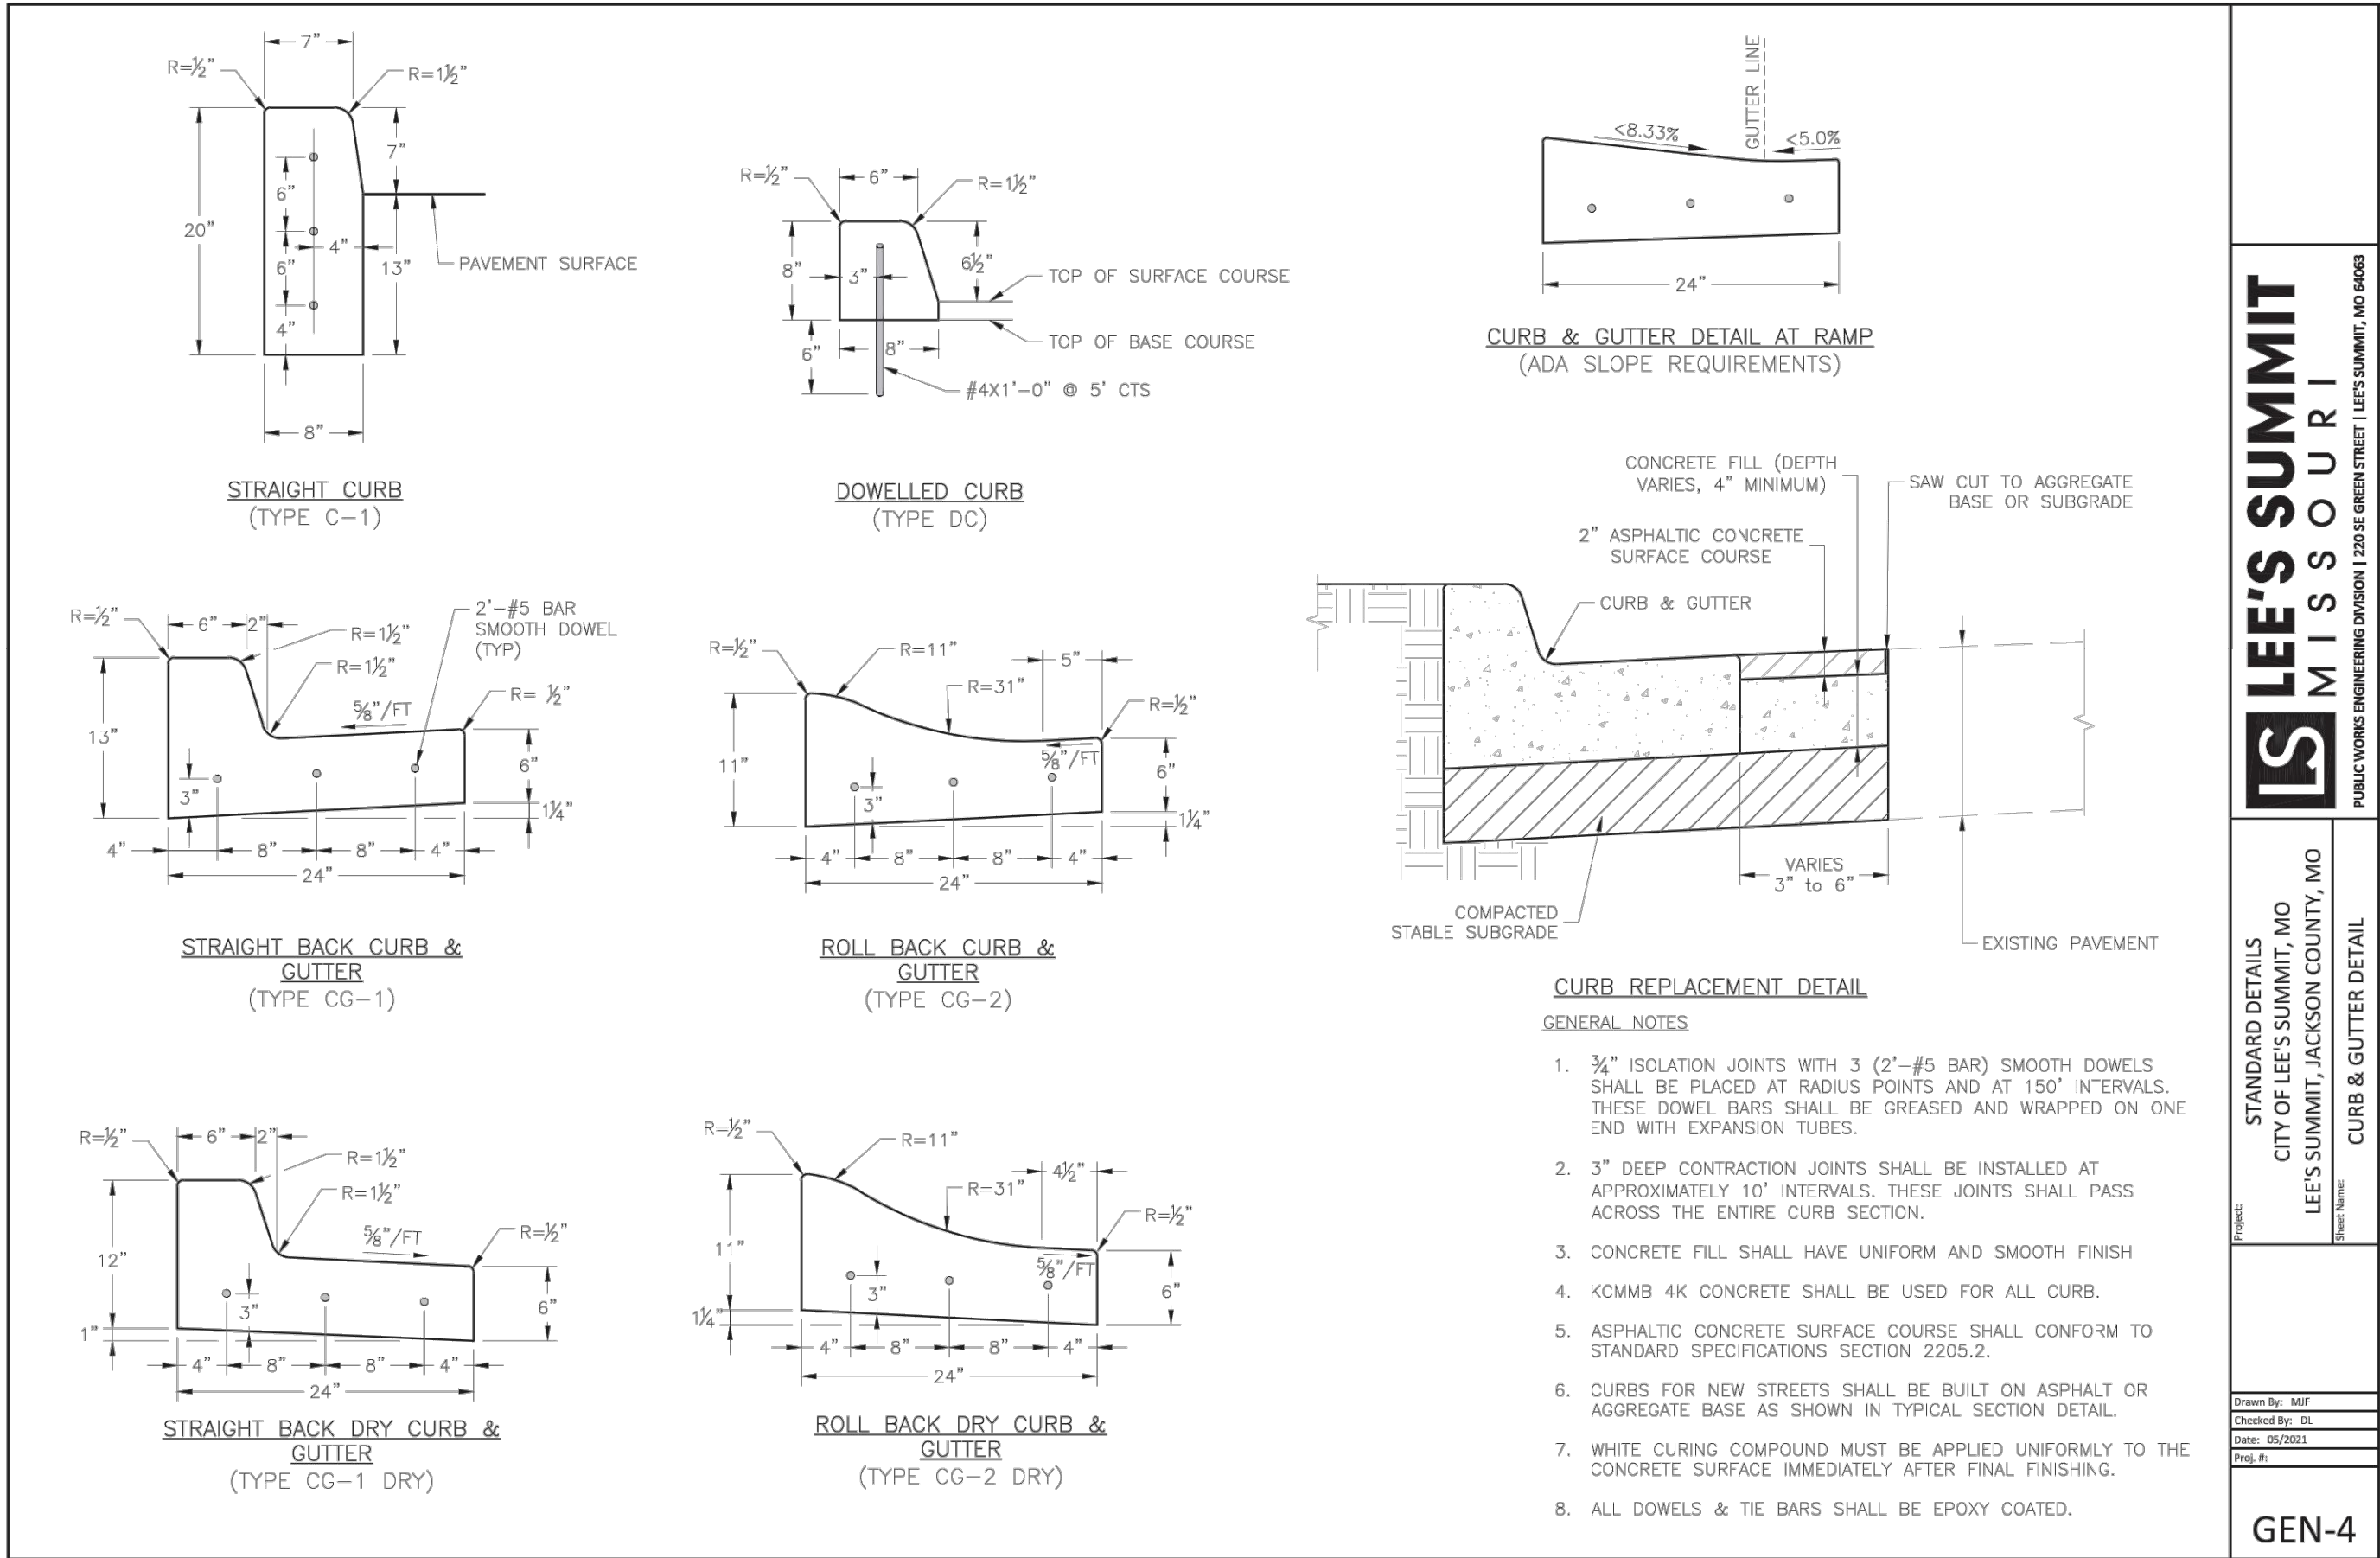 7"
R=½"
R=1½"
7"
6"
20"
4"
6"
13"
PAVEMENT SURFACE
4"
8"
STRAIGHT CURB
(TYPE C-1)
R=½"
6"
R=1½"
8"
3"
6½"
TOP OF SURFACE COURSE
TOP OF BASE COURSE
6"
8"
#4X1'-0" @ 5' CTS
DOWELLED CURB
(TYPE DC)
GUTTER LINE
<8.33%
<5.0%
24"
CURB & GUTTER DETAIL AT RAMP
(ADA SLOPE REQUIREMENTS)
R=½"
6"
2"
R=1½"
R=1½"
2'-#5 BAR
SMOOTH DOWEL
(TYP)
⅝"/FT
R= ½"
13"
3"
6"
1¼"
4"
8"
8"
4"
24"
STRAIGHT BACK CURB &
GUTTER
(TYPE CG-1)
R=½"
R=11"
R=31"
5"
R=½"
⅝"/FT
11"
3"
6"
1¼"
4"
8"
8"
4"
24"
ROLL BACK CURB &
GUTTER
(TYPE CG-2)
CONCRETE FILL (DEPTH
VARIES, 4" MINIMUM)
SAW CUT TO AGGREGATE
BASE OR SUBGRADE
2" ASPHALTIC CONCRETE
SURFACE COURSE
CURB & GUTTER
VARIES
3" to 6"
COMPACTED
STABLE SUBGRADE
EXISTING PAVEMENT
CURB REPLACEMENT DETAIL
R=½"
6"
2"
R=1½"
R=1½"
⅝"/FT
R=½"
12"
3"
6"
1"
4"
8"
8"
4"
24"
STRAIGHT BACK DRY CURB &
GUTTER
(TYPE CG-1 DRY)
R=½"
R=11"
R=31"
4½"
R=½"
⅝"/FT
11"
3"
6"
1¼"
4"
8"
8"
4"
24"
ROLL BACK DRY CURB &
GUTTER
(TYPE CG-2 DRY)
GENERAL NOTES
1. ¾" ISOLATION JOINTS WITH 3 (2'-#5 BAR) SMOOTH DOWELS
SHALL BE PLACED AT RADIUS POINTS AND AT 150' INTERVALS.
THESE DOWEL BARS SHALL BE GREASED AND WRAPPED ON ONE
END WITH EXPANSION TUBES.
2. 3" DEEP CONTRACTION JOINTS SHALL BE INSTALLED AT
APPROXIMATELY 10' INTERVALS. THESE JOINTS SHALL PASS
ACROSS THE ENTIRE CURB SECTION.
3. CONCRETE FILL SHALL HAVE UNIFORM AND SMOOTH FINISH
4. KCMMB 4K CONCRETE SHALL BE USED FOR ALL CURB.
5. ASPHALTIC CONCRETE SURFACE COURSE SHALL CONFORM TO
STANDARD SPECIFICATIONS SECTION 2205.2.
6. CURBS FOR NEW STREETS SHALL BE BUILT ON ASPHALT OR
AGGREGATE BASE AS SHOWN IN TYPICAL SECTION DETAIL.
7. WHITE CURING COMPOUND MUST BE APPLIED UNIFORMLY TO THE
CONCRETE SURFACE IMMEDIATELY AFTER FINAL FINISHING.
8. ALL DOWELS & TIE BARS SHALL BE EPOXY COATED.
LS
LEE'S SUMMIT
MISSOURI
PUBLIC WORKS ENGINEERING DIVISION | 220 SE GREEN STREET | LEE'S SUMMIT, MO 64063
Project:
STANDARD DETAILS
CITY OF LEE'S SUMMIT, MO
LEE'S SUMMIT, JACKSON COUNTY, MO
Sheet Name:
CURB & GUTTER DETAIL
Drawn By: MJF
Checked By: DL
Date: 05/2021
Proj. #:
GEN-4